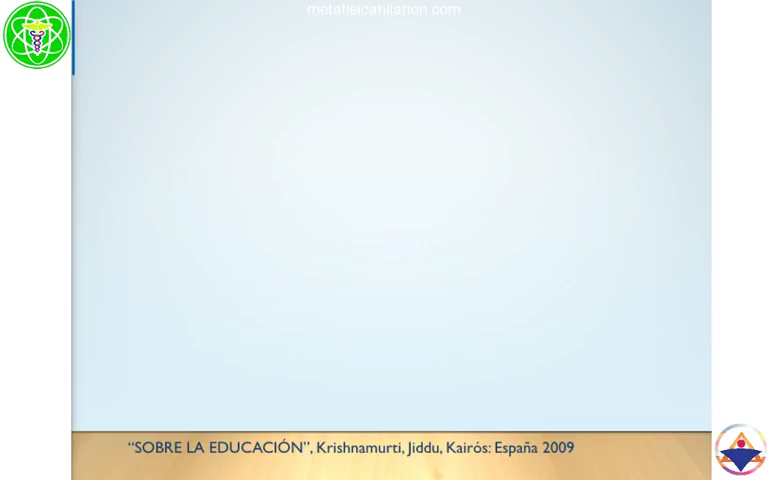 metafisicahilarion.com
“SOBRE LA EDUCACIÓN”, Krishnamurti, Jiddu, Kairós: España 2009